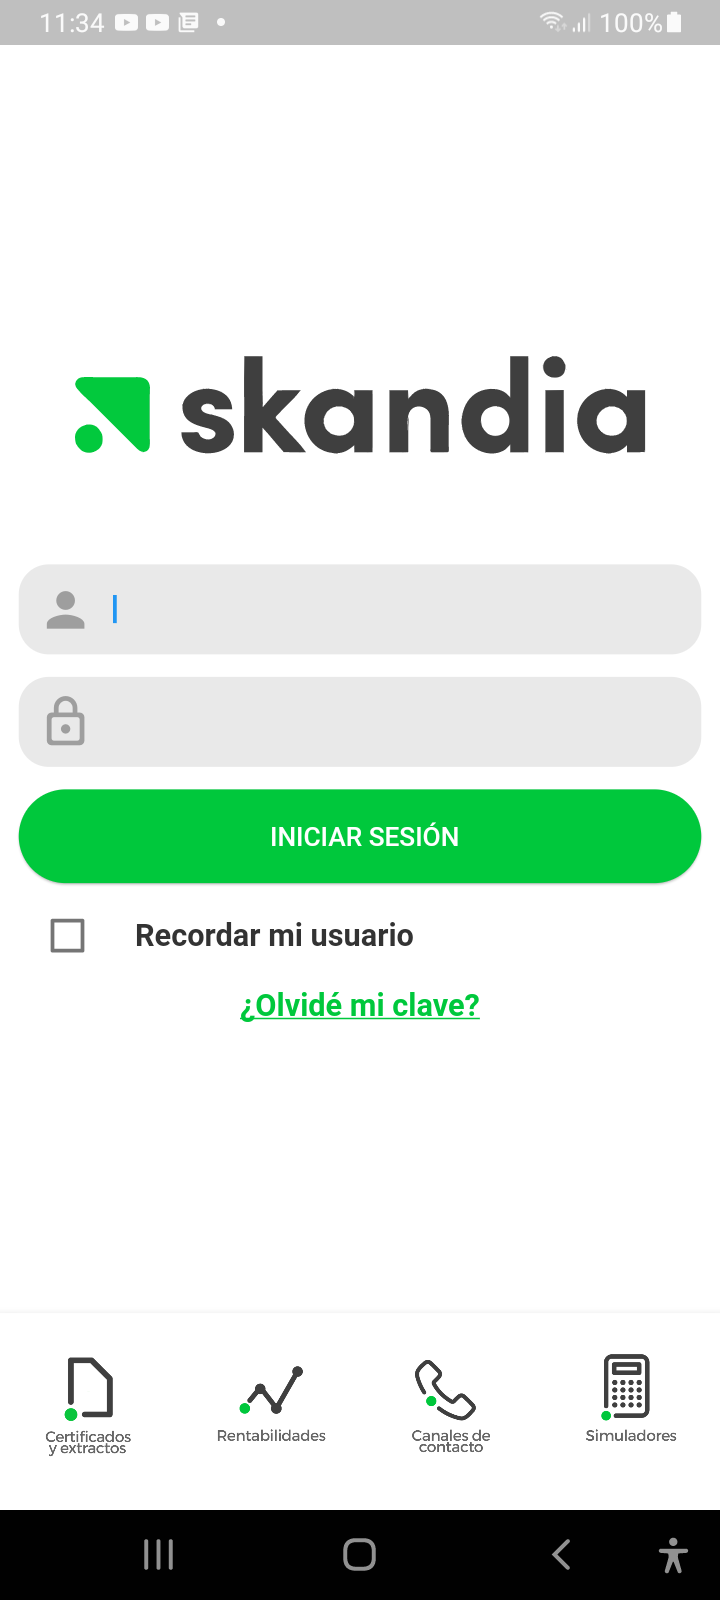 11:34
100%
skandia
INICIAR SESIÓN
Recordar mi usuario
¿Olvidé mi clave?
Certificados
y extractos
Rentabilidades
Canales de
contacto
Simuladores